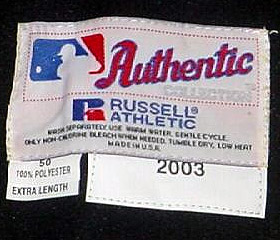 Authentic
COLLECTION
RUSSELL®
ATHLETIC
WASH SEPARATELY. USE WARM WATER, GENTLE CYCLE.
ONLY NON-CHLORINE BLEACH WHEN NEEDED. TUMBLE DRY, LOW HEAT
MADE IN U.S.A.
50
100% POLYESTER
EXTRA LENGTH
2003